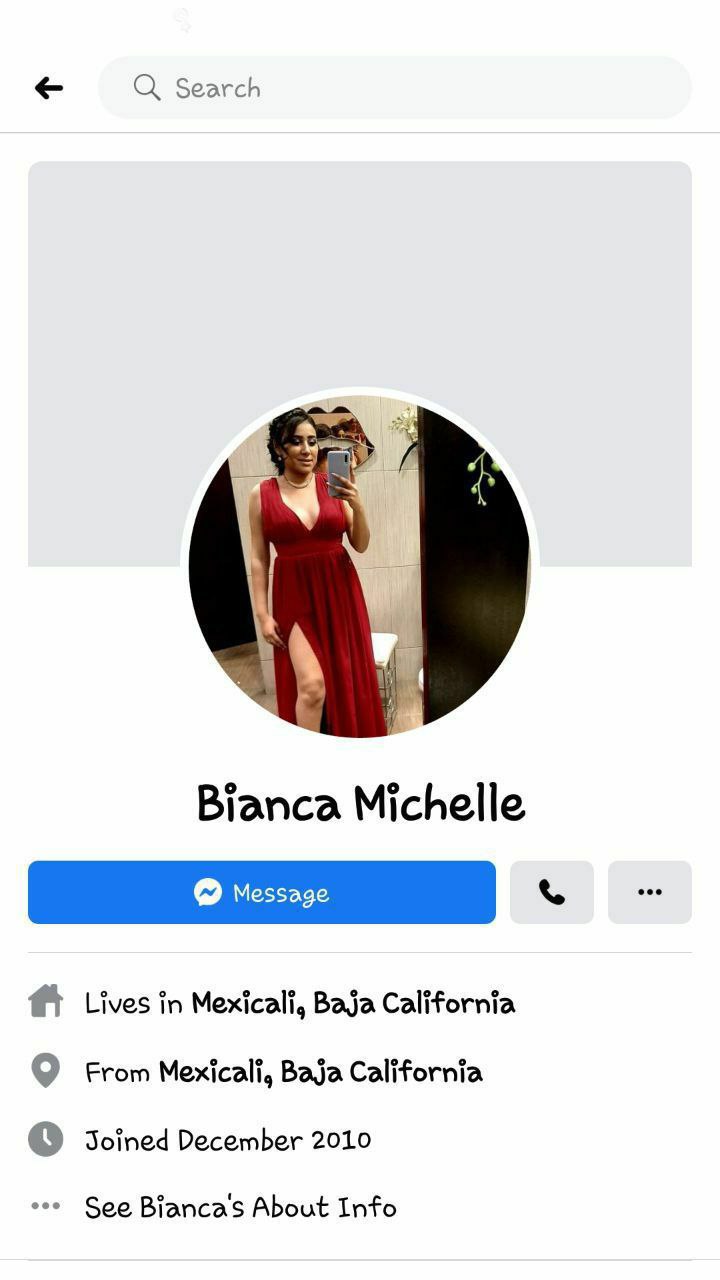 Search
Bianca Michelle
Message
Lives in Mexicali, Baja California
From Mexicali, Baja California
Joined December 2010
See Bianca's About Info